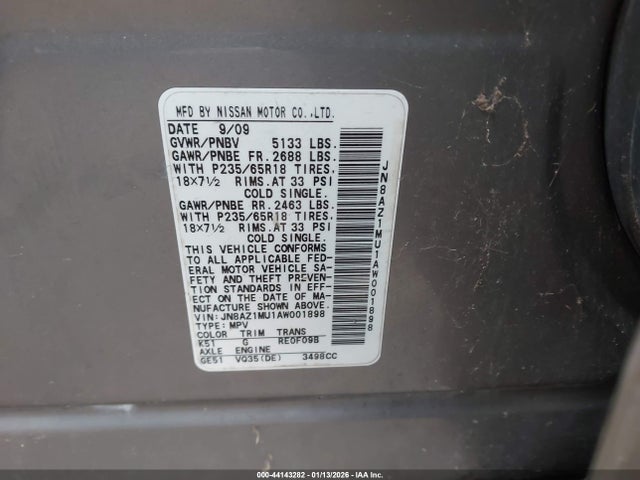 MFD BY NISSAN MOTOR CO.,LTD.
DATE 9/09
GVWR/PNBV 5133 LBS.
GAWR/PNBE FR. 2688 LBS.
WITH P235/65R18 TIRES.
18×7½ RIMS.AT 33 PSI
COLD SINGLE.
GAWR/PNBE RR. 2463 LBS.
WITH P235/65R18 TIRES.
18×7½ RIMS.AT 33 PSI
COLD SINGLE.
THIS VEHICLE CONFORMS
TO ALL APPLICABLE FED-
ERAL MOTOR VEHICLE SA-
FETY AND THEFT PREVEN-
TION STANDARDS IN EFF-
ECT ON THE DATE OF MA-
NUFACTURE SHOWN ABOVE.
VIN: JN8AZ1MU1AW001898
TYPE: MPV
COLOR TRIM TRANS
K51 G RE0F09B
AXLE ENGINE
GE51 VQ35(DE) 3498CC
JN8AZ1MU1AW001898
000-44143282 - 01/13/2026 - IAA Inc.